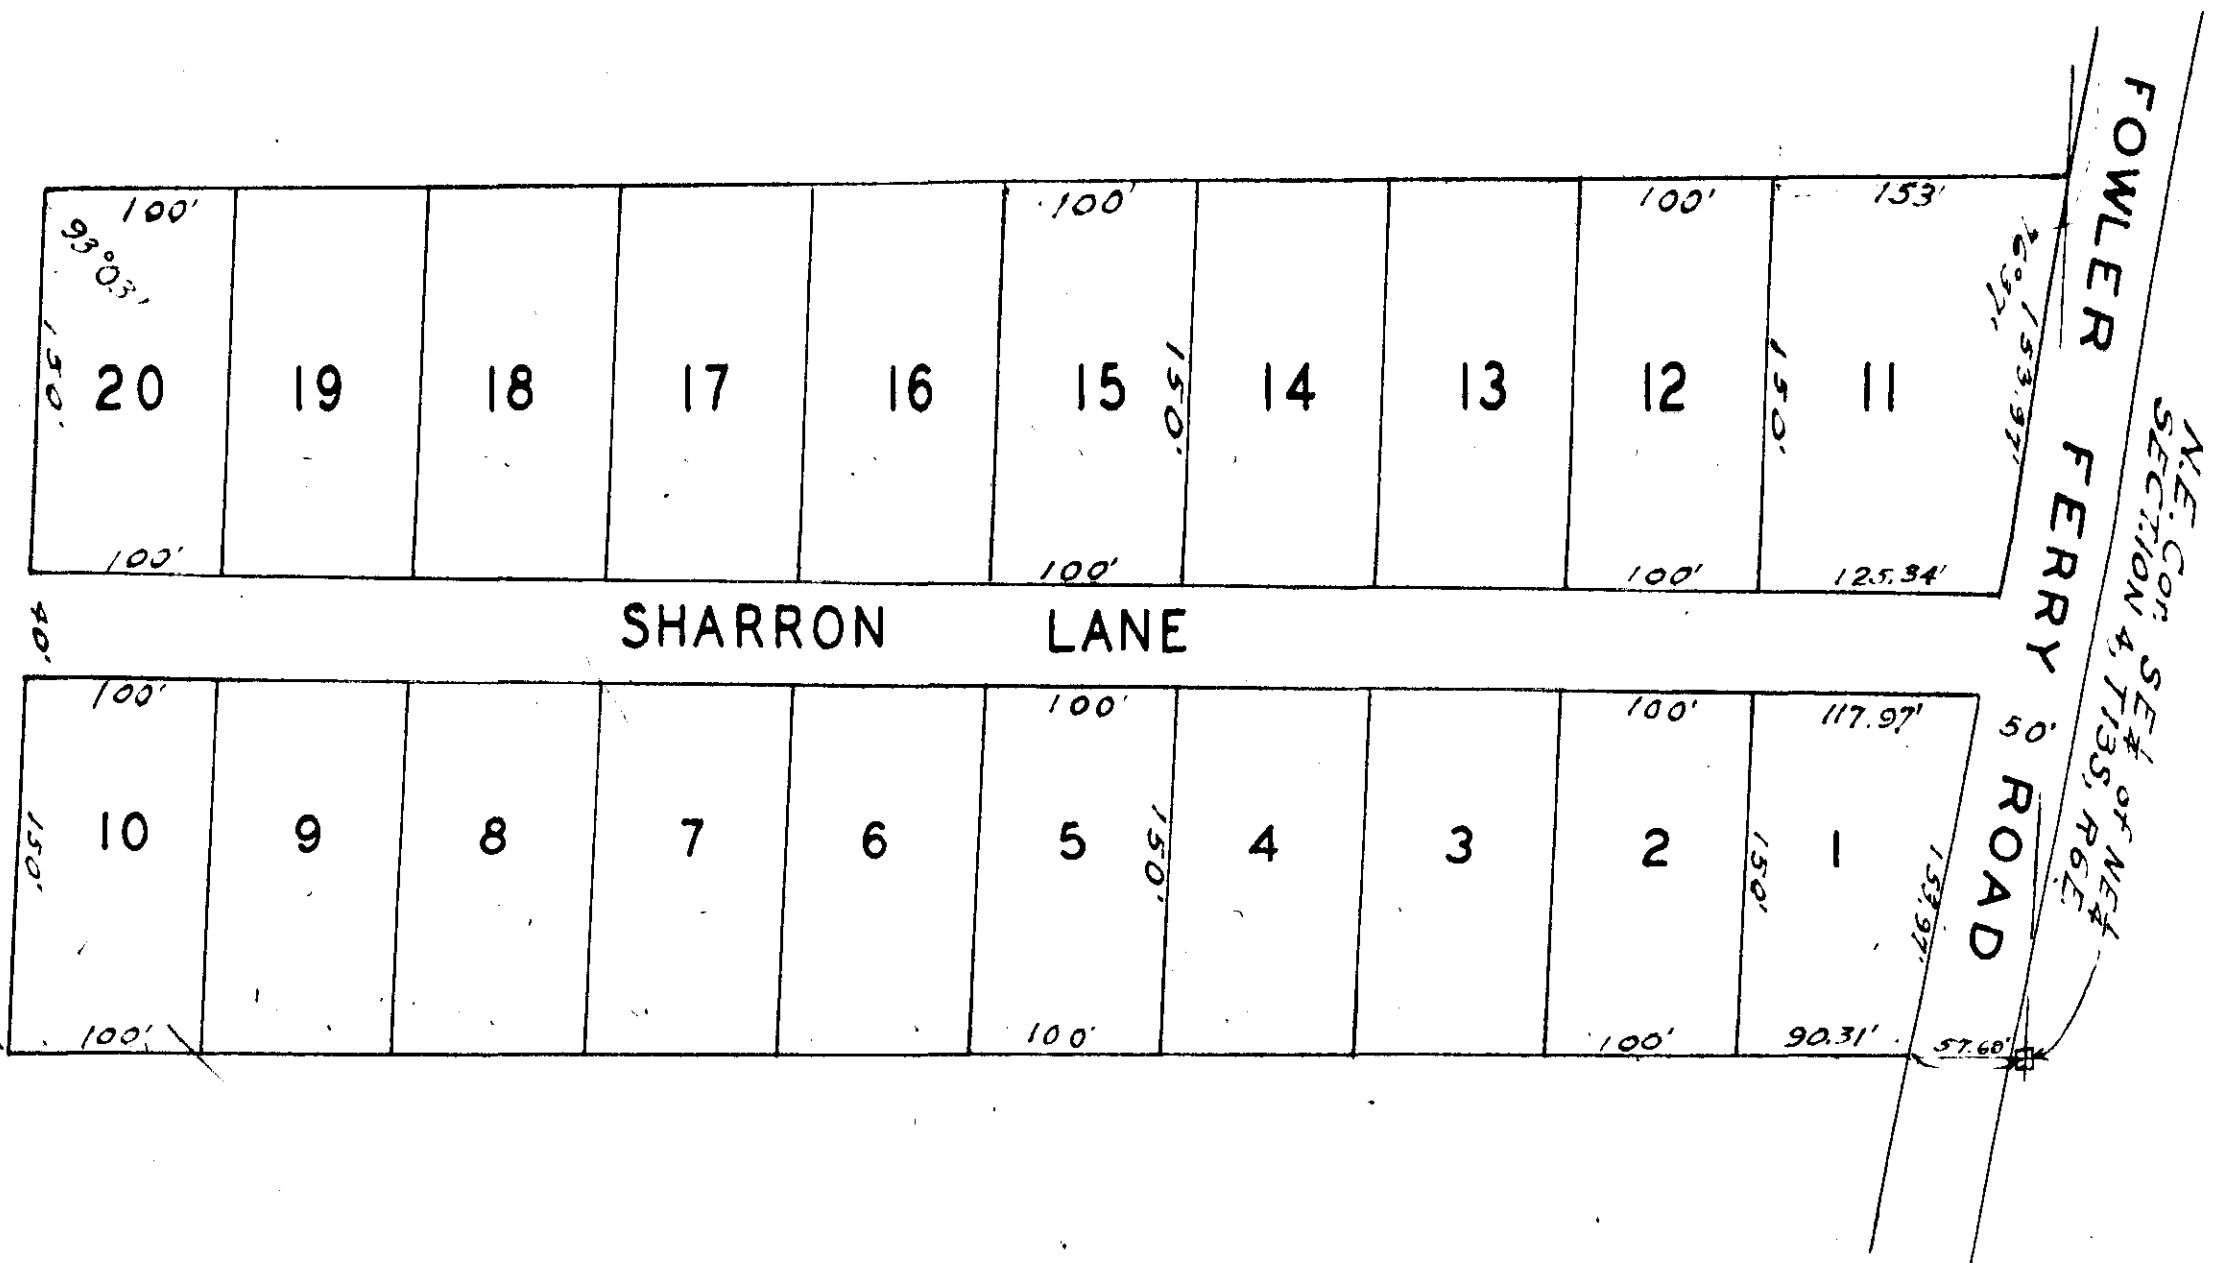 100' 100' 100' 153'
93°03' 76°37'
150' 20 19 18 17 16 15 150' 14 13 12 150' 11 153.97'
100' 100' 100' 125.34'
40' SHARRON LANE
100' 100' 100' 117.97' 50'
150' 10 9 8 7 6 5 150' 4 3 2 150' 1 153.97'
100' 100' 100' 90.31' 57.60'
FOWLER FERRY ROAD
N.E. Cor. SE¼ of NE¼
SECTION 4, T13S, R6E.